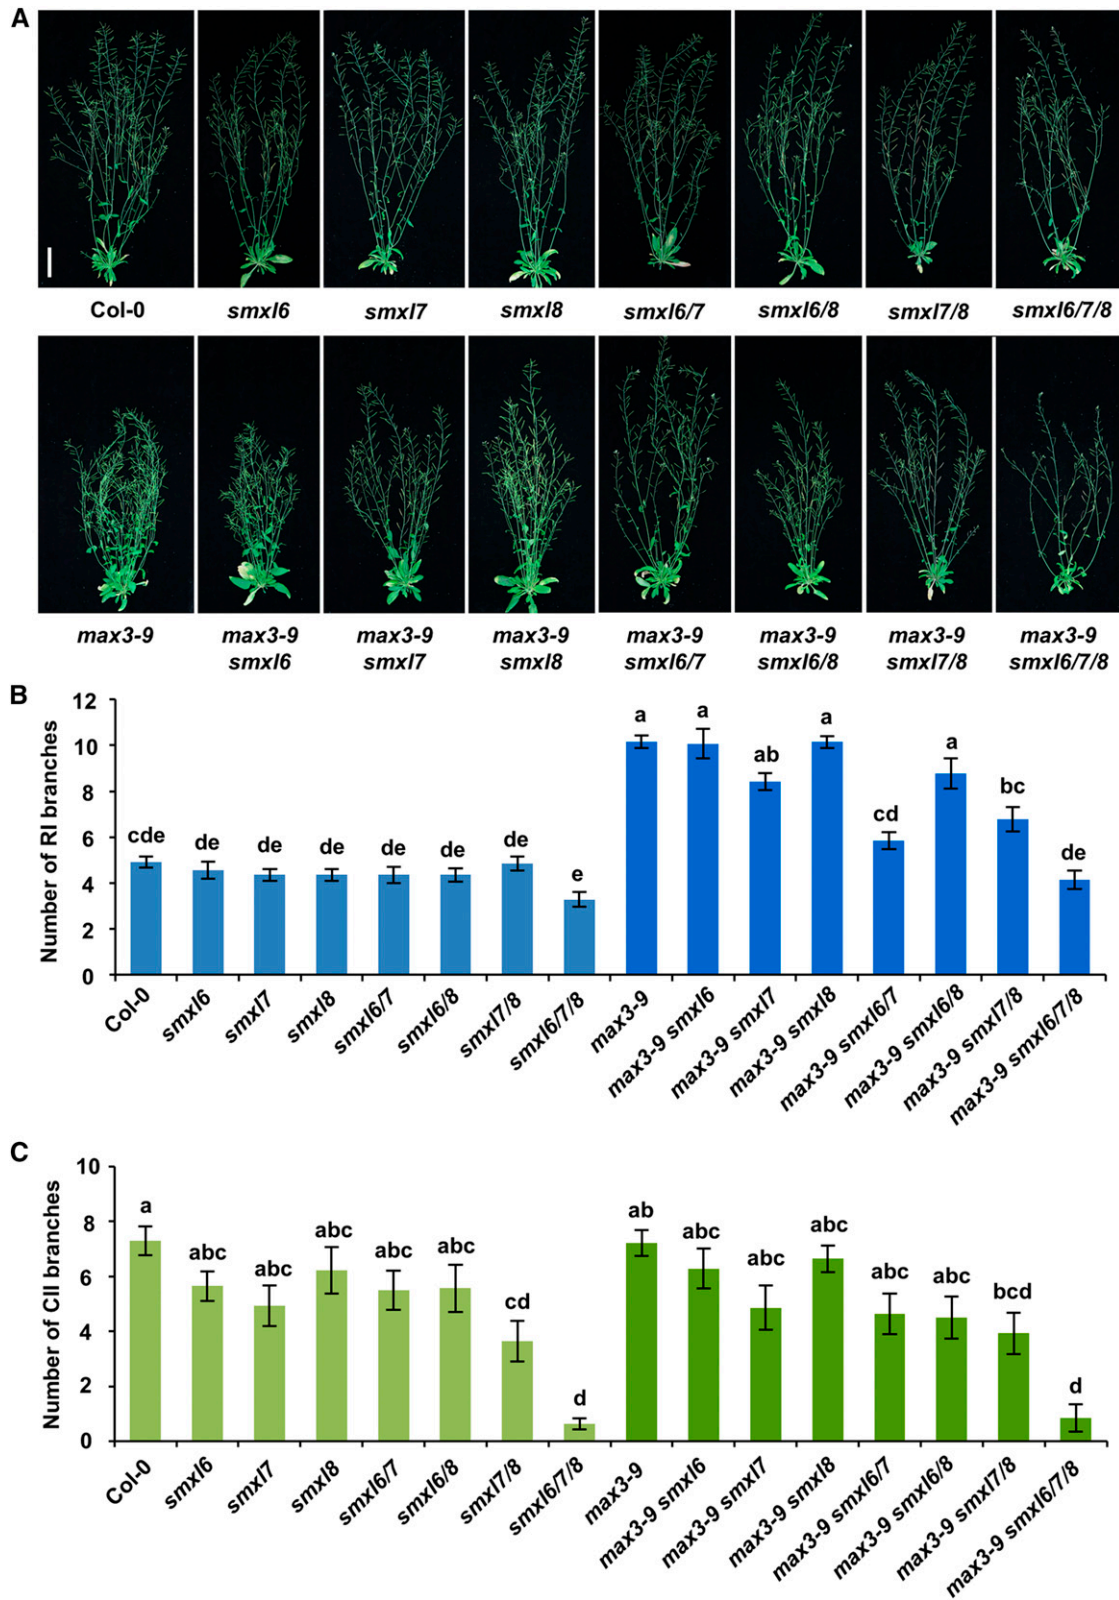 A
Col-0 smxl6 smxl7 smxl8 smxl6/7 smxl6/8 smxl7/8 smxl6/7/8
max3-9 max3-9 max3-9 max3-9 max3-9 max3-9 max3-9 max3-9
smxl6 smxl7 smxl8 smxl6/7 smxl6/8 smxl7/8 smxl6/7/8
B
Number of RI branches
12
10
8
6
4
2
0
cde de de de de de de e a a ab a cd a bc de
Col-0
smxl6
smxl7
smxl8
smxl6/7
smxl6/8
smxl7/8
smxl6/7/8
max3-9
max3-9 smxl6
max3-9 smxl7
max3-9 smxl8
max3-9 smxl6/7
max3-9 smxl6/8
max3-9 smxl7/8
max3-9 smxl6/7/8
C
Number of CII branches
10
8
6
4
2
0
a abc abc abc abc abc cd d ab abc abc abc abc abc bcd d
Col-0
smxl6
smxl7
smxl8
smxl6/7
smxl6/8
smxl7/8
smxl6/7/8
max3-9
max3-9 smxl6
max3-9 smxl7
max3-9 smxl8
max3-9 smxl6/7
max3-9 smxl6/8
max3-9 smxl7/8
max3-9 smxl6/7/8